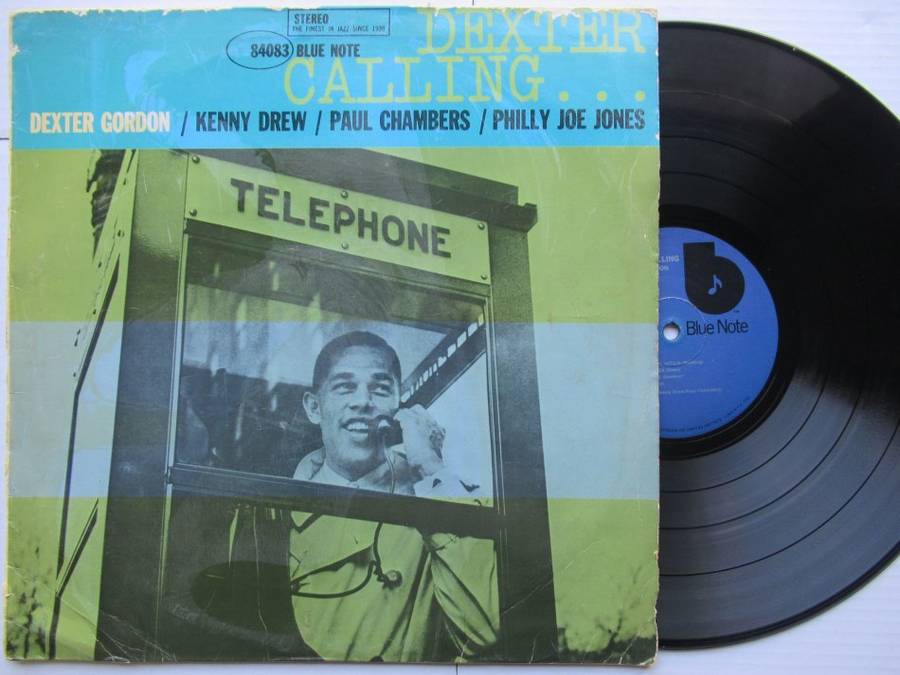 STEREO
THE FINEST IN JAZZ SINCE 1939
DEXTER
84083 BLUE NOTE
CALLING...
DEXTER GORDON / KENNY DREW / PAUL CHAMBERS / PHILLY JOE JONES
TELEPHONE
b
Blue Note